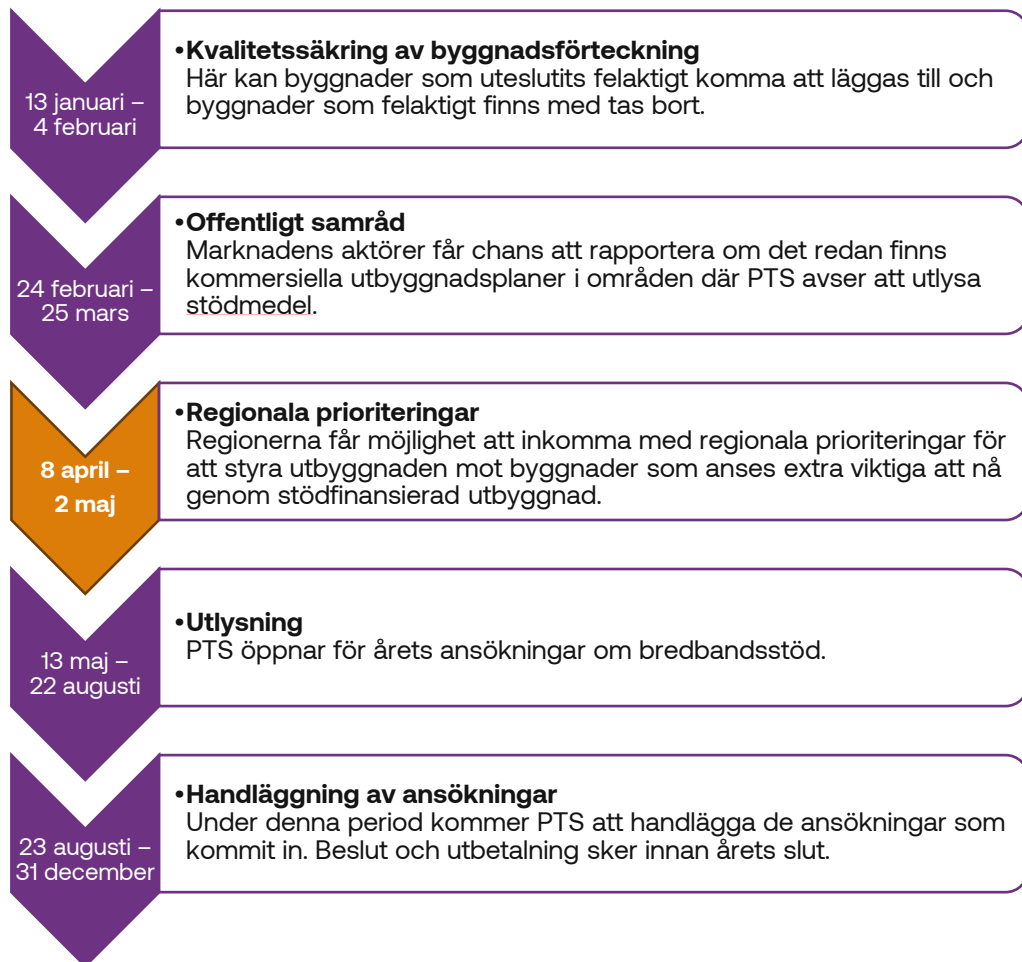 13 januari –
4 februari
•Kvalitetssäkring av byggnadsförteckning
Här kan byggnader som uteslutits felaktigt komma att läggas till och
byggnader som felaktigt finns med tas bort.
24 februari –
25 mars
•Offentligt samråd
Marknadens aktörer får chans att rapportera om det redan finns
kommersiella utbyggnadsplaner i områden där PTS avser att utlysa
stödmedel.
8 april –
2 maj
•Regionala prioriteringar
Regionerna får möjlighet att inkomma med regionala prioriteringar för
att styra utbyggnaden mot byggnader som anses extra viktiga att nå
genom stödfinansierad utbyggnad.
13 maj –
22 augusti
•Utlysning
PTS öppnar för årets ansökningar om bredbandsstöd.
23 augusti –
31 december
•Handläggning av ansökningar
Under denna period kommer PTS att handlägga de ansökningar som
kommit in. Beslut och utbetalning sker innan årets slut.